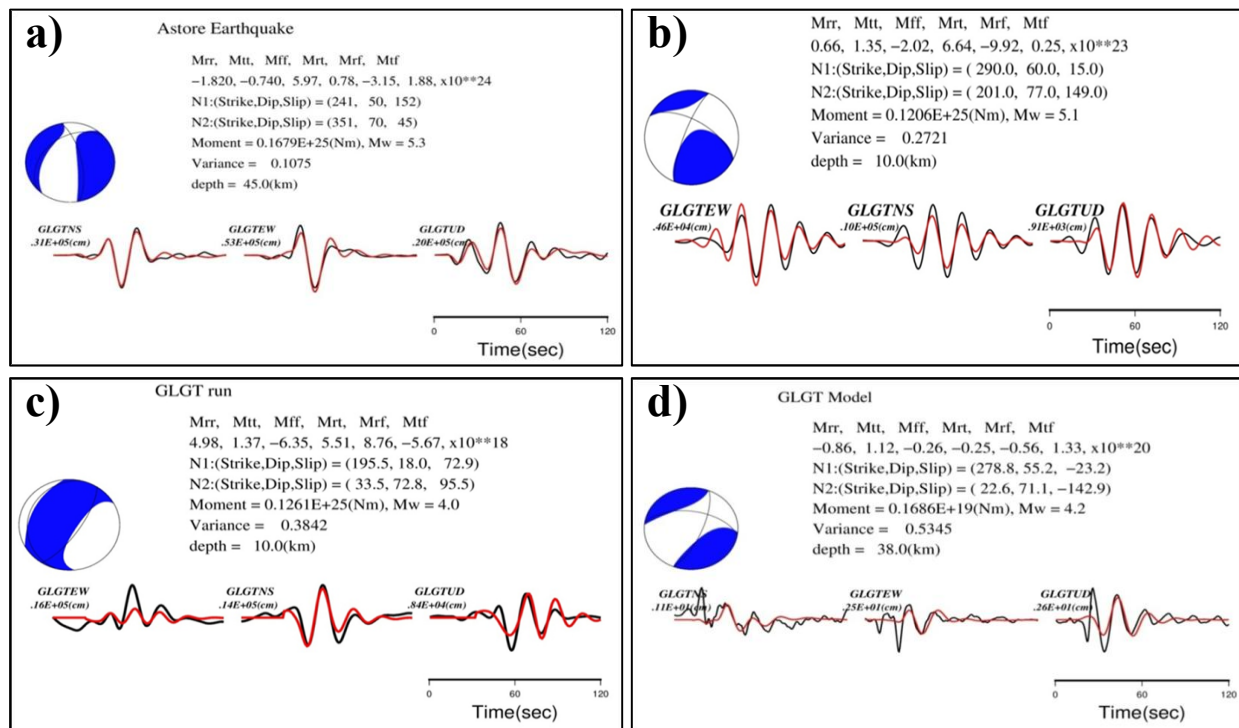 a)
Astore Earthquake
Mrr, Mtt, Mff, Mrt, Mrf, Mtf
−1.820, −0.740, 5.97, 0.78, −3.15, 1.88, x10**24
N1:(Strike,Dip,Slip) = (241, 50, 152)
N2:(Strike,Dip,Slip) = (351, 70, 45)
Moment = 0.1679E+25(Nm), Mw = 5.3
Variance = 0.1075
depth = 45.0(km)
GLGTNS GLGTEW GLGTUD
.31E+05(cm) .53E+05(cm) .20E+05(cm)
0 60 120
Time(sec)
b)
Mrr, Mtt, Mff, Mrt, Mrf, Mtf
0.66, 1.35, −2.02, 6.64, −9.92, 0.25, x10**23
N1:(Strike,Dip,Slip) = ( 290.0, 60.0, 15.0)
N2:(Strike,Dip,Slip) = ( 201.0, 77.0, 149.0)
Moment = 0.1206E+25(Nm), Mw = 5.1
Variance = 0.2721
depth = 10.0(km)
GLGTEW GLGTNS GLGTUD
.46E+04(cm) .10E+05(cm) .91E+03(cm)
0 60 120
Time(sec)
c)
GLGT run
Mrr, Mtt, Mff, Mrt, Mrf, Mtf
4.98, 1.37, −6.35, 5.51, 8.76, −5.67, x10**18
N1:(Strike,Dip,Slip) = (195.5, 18.0, 72.9)
N2:(Strike,Dip,Slip) = ( 33.5, 72.8, 95.5)
Moment = 0.1261E+25(Nm), Mw = 4.0
Variance = 0.3842
depth = 10.0(km)
GLGTEW GLGTNS GLGTUD
.16E+05(cm) .14E+05(cm) .84E+04(cm)
0 60 120
Time(sec)
d)
GLGT Model
Mrr, Mtt, Mff, Mrt, Mrf, Mtf
−0.86, 1.12, −0.26, −0.25, −0.56, 1.33, x10**20
N1:(Strike,Dip,Slip) = (278.8, 55.2, −23.2)
N2:(Strike,Dip,Slip) = ( 22.6, 71.1, −142.9)
Moment = 0.1686E+19(Nm), Mw = 4.2
Variance = 0.5345
depth = 38.0(km)
GLGTNS GLGTEW GLGTUD
.11E+01(cm) .25E+01(cm) .26E+01(cm)
0 60 120
Time(sec)